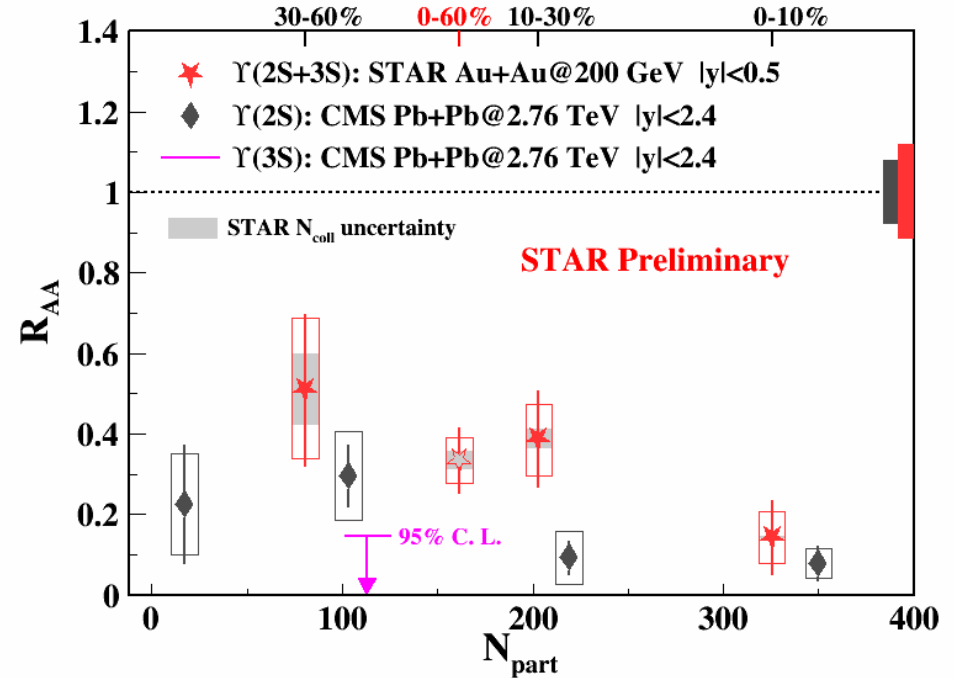 30-60% 0-60% 10-30% 0-10%
1.4
ϒ(2S+3S): STAR Au+Au@200 GeV |y|<0.5
1.2
ϒ(2S): CMS Pb+Pb@2.76 TeV |y|<2.4
ϒ(3S): CMS Pb+Pb@2.76 TeV |y|<2.4
1
STAR Ncoll uncertainty
STAR Preliminary
0.8
RAA
0.6
0.4
0.2
95% C. L.
0
0 100 200 300 400
Npart